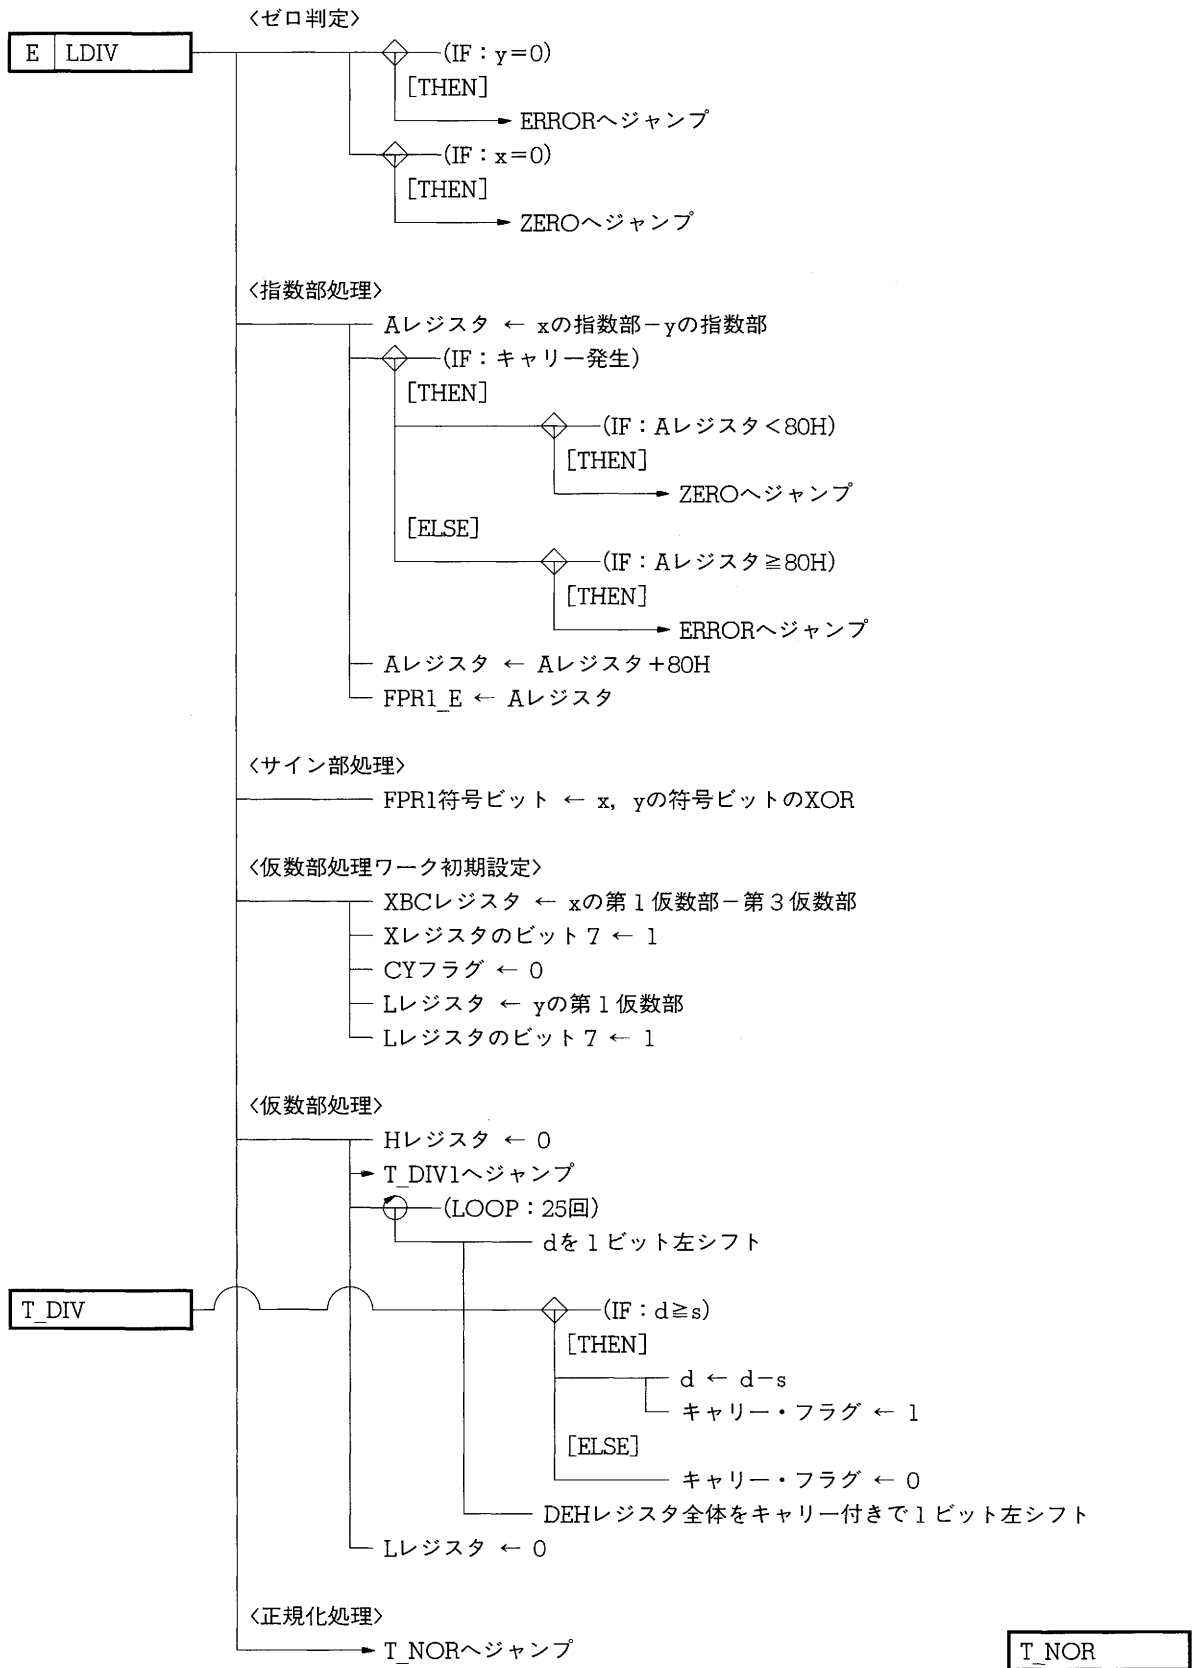 〈ゼロ判定〉
E LDIV
(IF：y＝0)
[THEN]
ERRORへジャンプ
(IF：x＝0)
[THEN]
ZEROへジャンプ
〈指数部処理〉
Aレジスタ ← xの指数部－yの指数部
(IF：キャリー発生)
[THEN]
(IF：Aレジスタ＜80H)
[THEN]
ZEROへジャンプ
[ELSE]
(IF：Aレジスタ≧80H)
[THEN]
ERRORへジャンプ
Aレジスタ ← Aレジスタ＋80H
FPR1_E ← Aレジスタ
〈サイン部処理〉
FPR1符号ビット ← x，yの符号ビットのXOR
〈仮数部処理ワーク初期設定〉
XBCレジスタ ← xの第1仮数部－第3仮数部
Xレジスタのビット7 ← 1
CYフラグ ← 0
Lレジスタ ← yの第1仮数部
Lレジスタのビット7 ← 1
〈仮数部処理〉
Hレジスタ ← 0
T_DIV1へジャンプ
(LOOP：25回)
dを1ビット左シフト
T_DIV
(IF：d≧s)
[THEN]
d ← d－s
キャリー・フラグ ← 1
[ELSE]
キャリー・フラグ ← 0
DEHレジスタ全体をキャリー付きで1ビット左シフト
Lレジスタ ← 0
〈正規化処理〉
T_NORへジャンプ
T_NOR